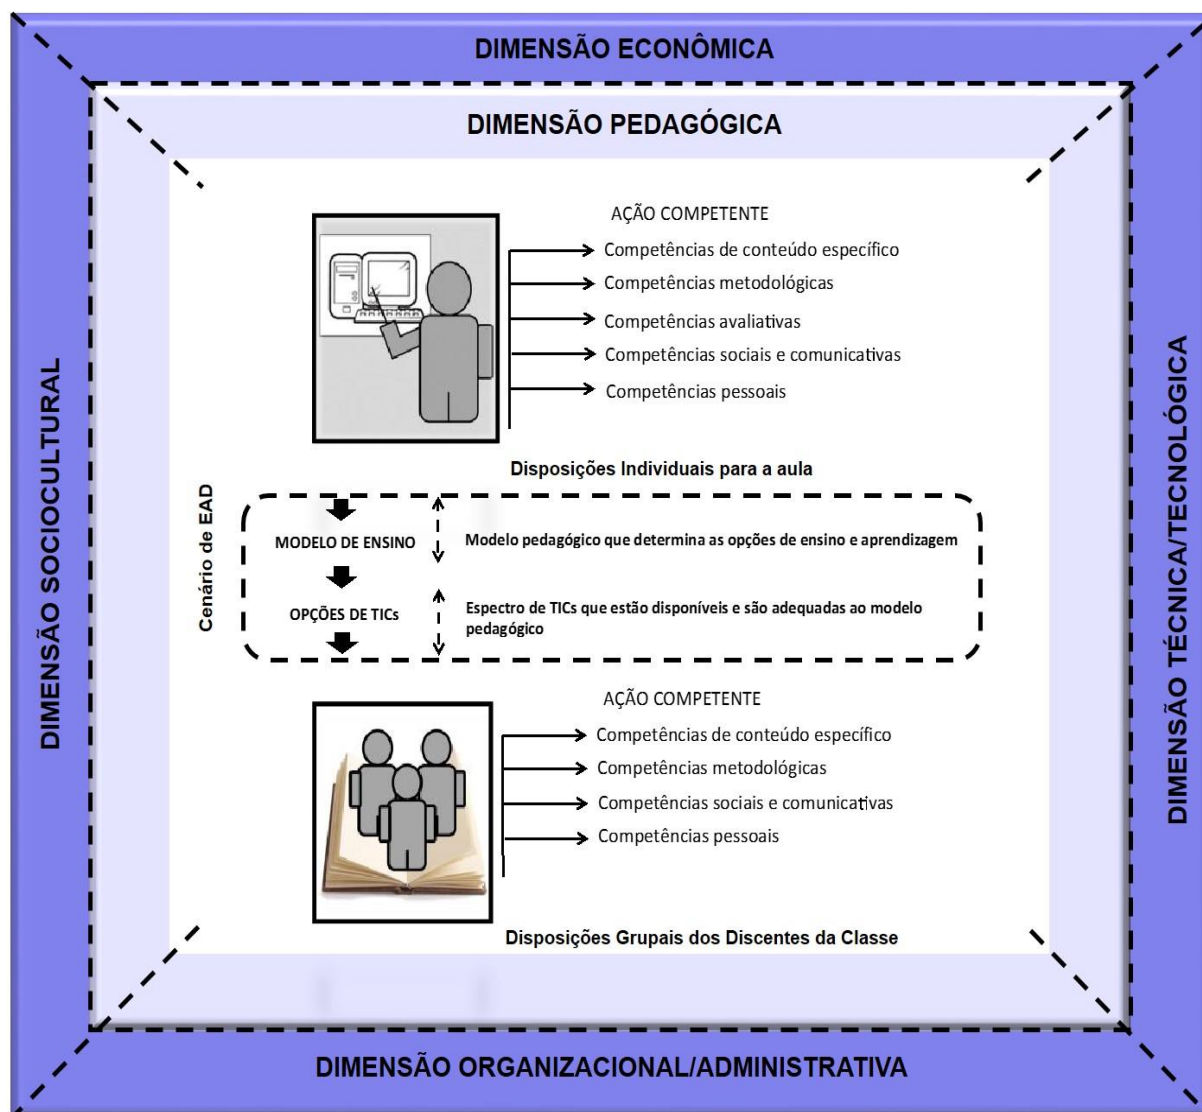 DIMENSÃO ECONÔMICA
DIMENSÃO PEDAGÓGICA
DIMENSÃO SOCIOCULTURAL
DIMENSÃO TÉCNICA/TECNOLÓGICA
AÇÃO COMPETENTE
Competências de conteúdo específico
Competências metodológicas
Competências avaliativas
Competências sociais e comunicativas
Competências pessoais
Disposições Individuais para a aula
Cenário de EAD
MODELO DE ENSINO
Modelo pedagógico que determina as opções de ensino e aprendizagem
OPÇÕES DE TICs
Espectro de TICs que estão disponíveis e são adequadas ao modelo
pedagógico
AÇÃO COMPETENTE
Competências de conteúdo específico
Competências metodológicas
Competências sociais e comunicativas
Competências pessoais
Disposições Grupais dos Discentes da Classe
DIMENSÃO ORGANIZACIONAL/ADMINISTRATIVA